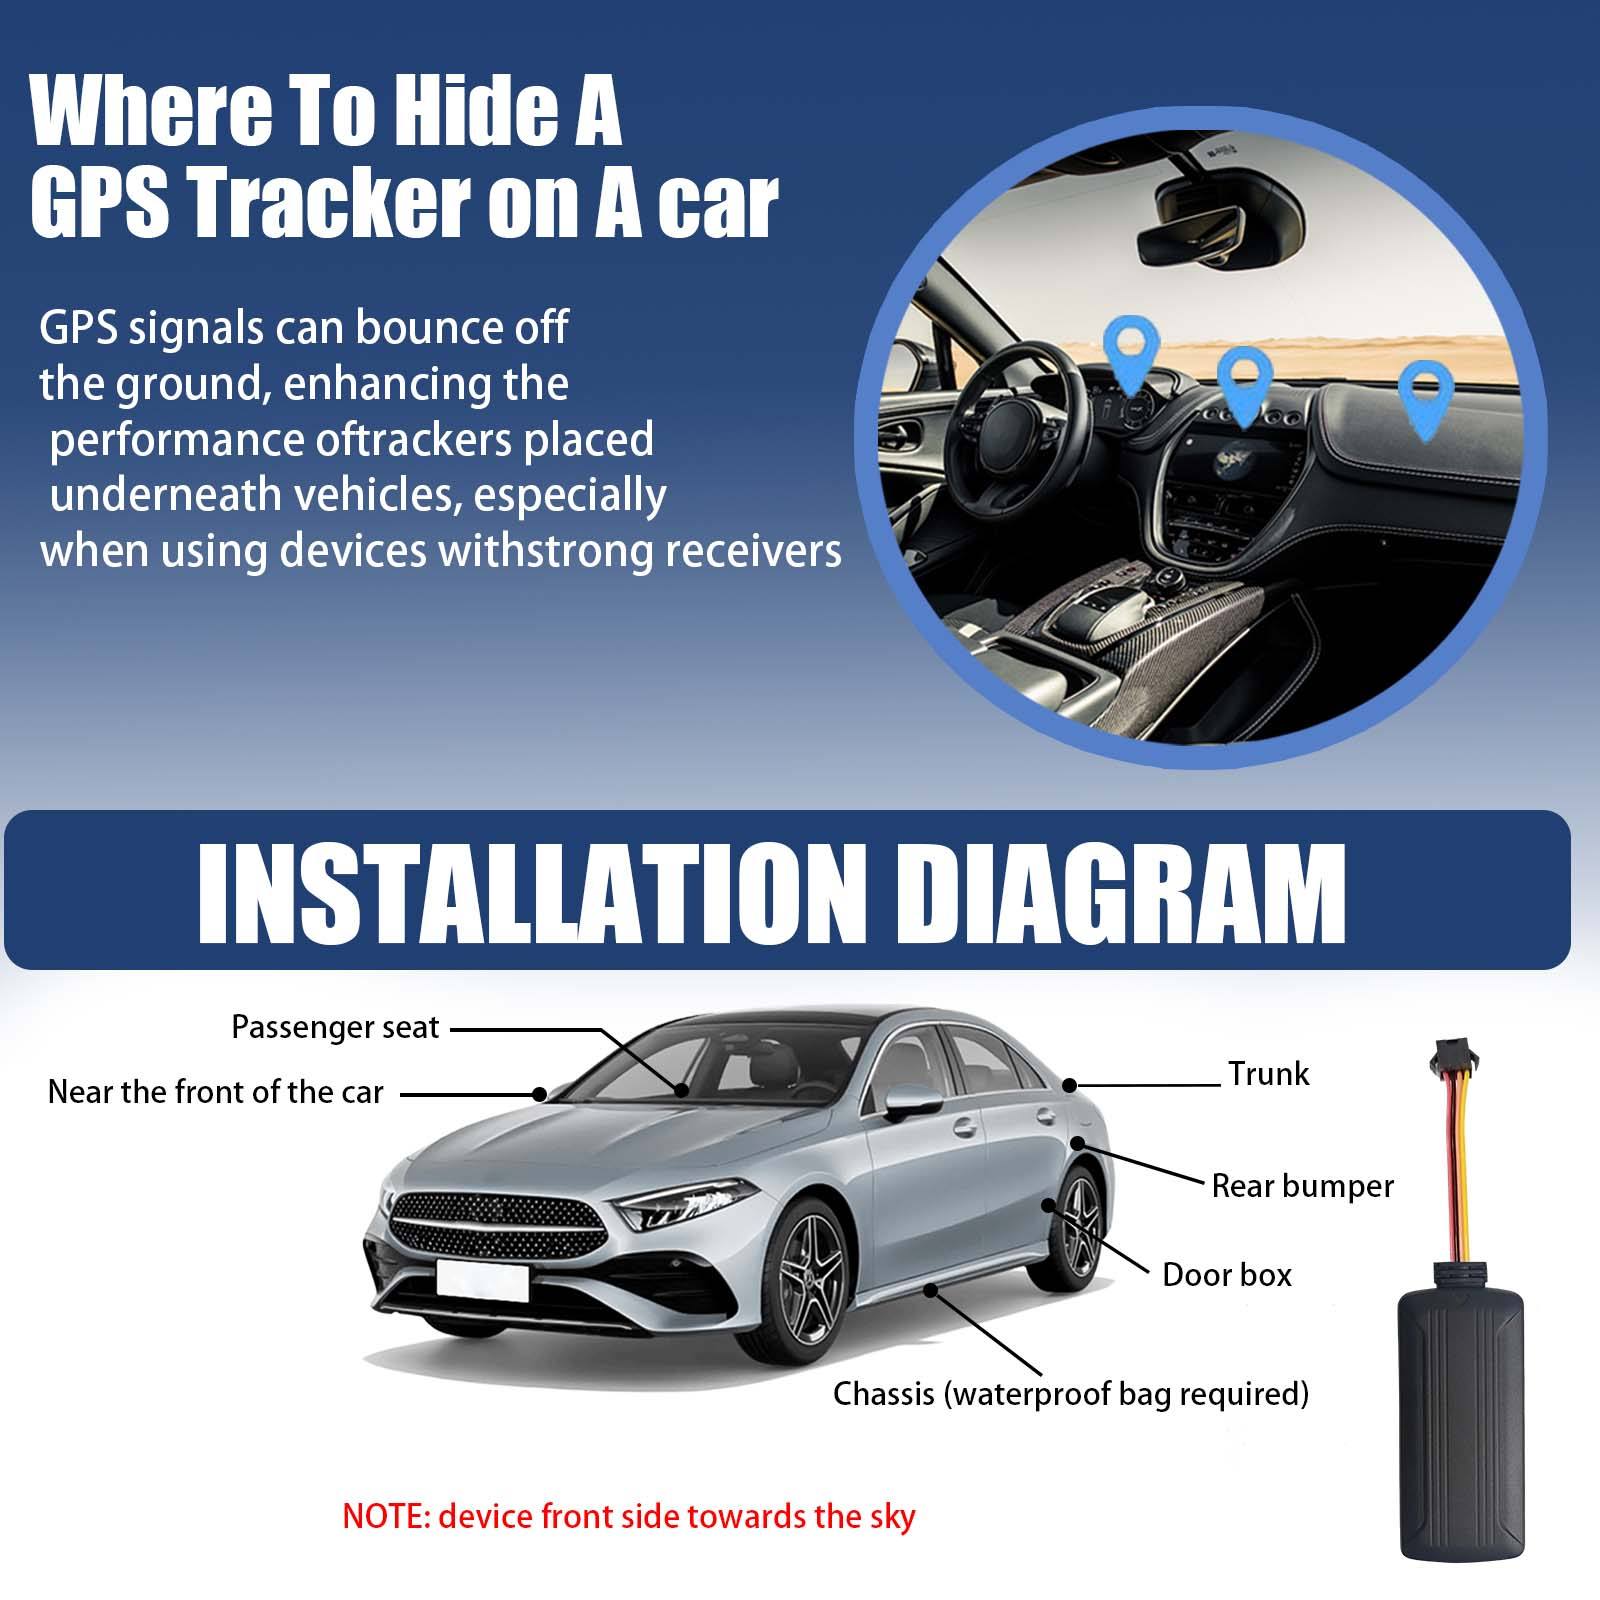 Where To Hide A
GPS Tracker on A car
GPS signals can bounce off
the ground, enhancing the
performance oftrackers placed
underneath vehicles, especially
when using devices withstrong receivers
INSTALLATION DIAGRAM
Passenger seat
Near the front of the car
Trunk
Rear bumper
Door box
Chassis (waterproof bag required)
NOTE: device front side towards the sky